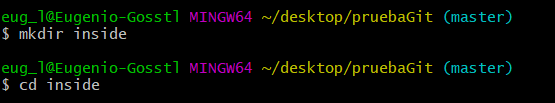 eug_l@Eugenio-Gosstl MINGW64 ~/desktop/pruebaGit (master)
$ mkdir inside
eug_l@Eugenio-Gosstl MINGW64 ~/desktop/pruebaGit (master)
$ cd inside